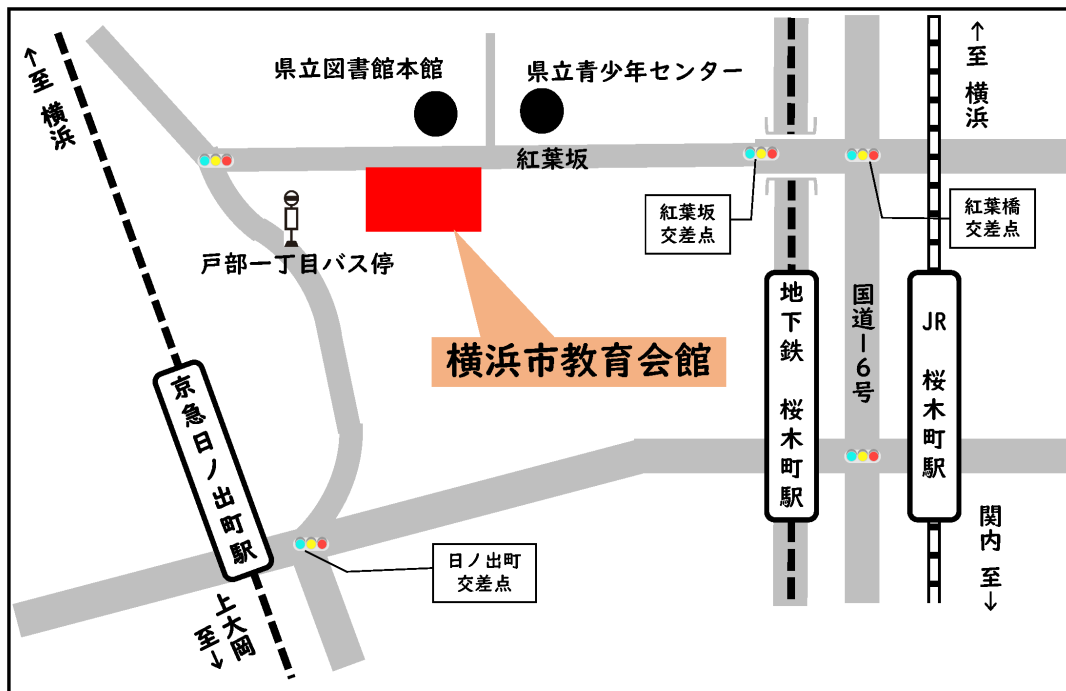 ↑至 横浜
県立図書館本館
県立青少年センター
↑至 横浜
紅葉坂
紅葉坂
交差点
紅葉橋
交差点
戸部一丁目バス停
横浜市教育会館
地下鉄 桜木町駅
国道16号
JR 桜木町駅
京急日ノ出町駅
日ノ出町
交差点
上大岡
至↓
関内 至↓